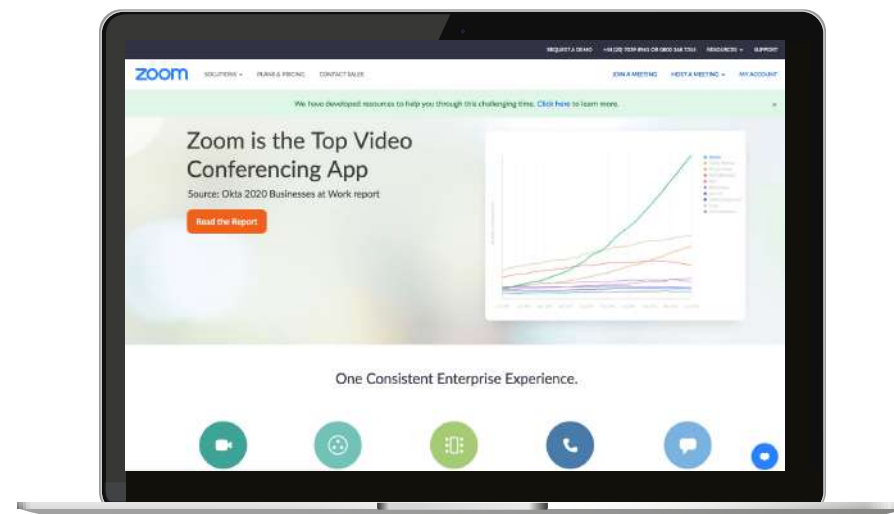 REQUEST A DEMO RESOURCES SUPPORT
zoom SOLUTIONS PLANS & PRICING CONTACT SALES JOIN A MEETING HOST A MEETING MY ACCOUNT
We have developed resources to help you through this challenging time. Click here to learn more.
Zoom is the Top Video
Conferencing App
Source: Okta 2020 Businesses at Work report
Read the Report
One Consistent Enterprise Experience.